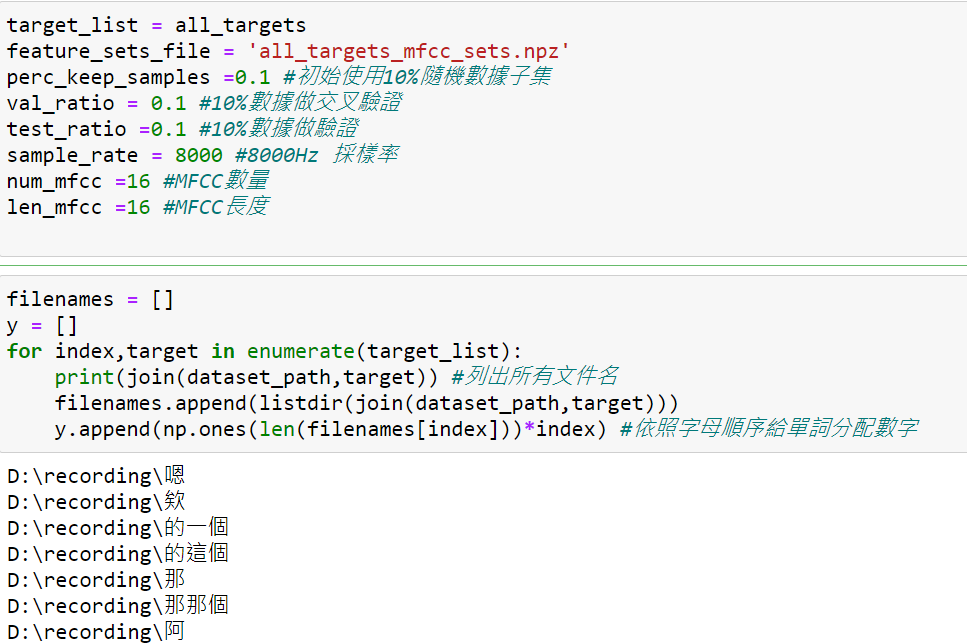 target_list = all_targets
feature_sets_file = 'all_targets_mfcc_sets.npz'
perc_keep_samples =0.1 #初始使用10%隨機數據子集
val_ratio = 0.1 #10%數據做交叉驗證
test_ratio =0.1 #10%數據做驗證
sample_rate = 8000 #8000Hz 採樣率
num_mfcc =16 #MFCC數量
len_mfcc =16 #MFCC長度
filenames = []
y = []
for index,target in enumerate(target_list):
    print(join(dataset_path,target)) #列出所有文件名
    filenames.append(listdir(join(dataset_path,target)))
    y.append(np.ones(len(filenames[index]))*index) #依照字母順序給單詞分配數字
D:\recording\嗯
D:\recording\欸
D:\recording\的一個
D:\recording\的這個
D:\recording\那
D:\recording\那那個
D:\recording\阿